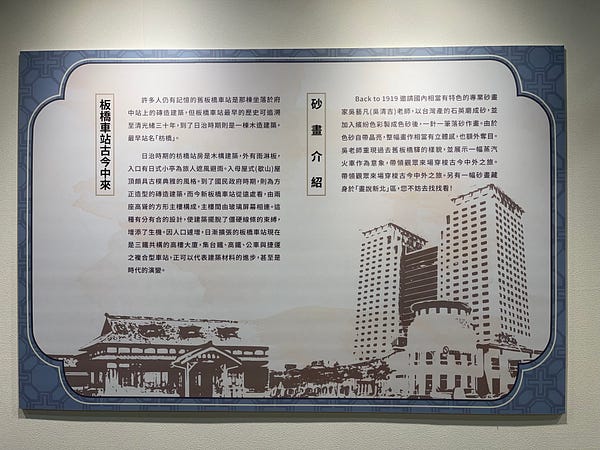 板橋車站古今中來
許多人仍有記憶的舊板橋車站是那棟坐落於府
中站上的磚造建築，但板橋車站最早的歷史可追溯
至清光緒三十年，到了日治時期則是一棟木造建築，
最早站名「枋橋」。
日治時期的枋橋站房是木構建築，外有雨淋板，
入口有日式小亭為旅人遮風避雨。入母屋式(歇山)屋
頂頗具古樸典雅的風格。到了國民政府時期，則為方
正造型的磚造建築。而今新板橋車站從遠處看，由兩
座高聳的方形主樓構成，主樓間由玻璃屏幕相連。這
種有分有合的設計，使建築擺脫了僵硬線條的束縛，
增添了生機。因人口遽增，日漸擴張的板橋車站現在
是三鐵共構的高樓大廈，集台鐵、高鐵、公車與捷運
之複合型車站，正可以代表建築材料的進步，甚至是
時代的演變。
砂畫介紹
Back to 1919 邀請國內相當有特色的專業砂畫
家吳藝凡(吳清吉)老師，以台灣產的石英磨成砂，並
加入繽紛色彩製成色砂後，一針一筆落砂作畫。由於
色砂自帶晶亮，整幅畫作相當有立體感，也額外奪目。
吳老師重現過去舊板橋驛的樣貌，並展示一幅蒸汽
火車作為意象，帶領觀眾來場穿梭古今中外之旅。
帶領觀眾來場穿梭古今中外之旅。另有一幅砂畫藏
身於「畫說新北」區，您不妨去找找看！